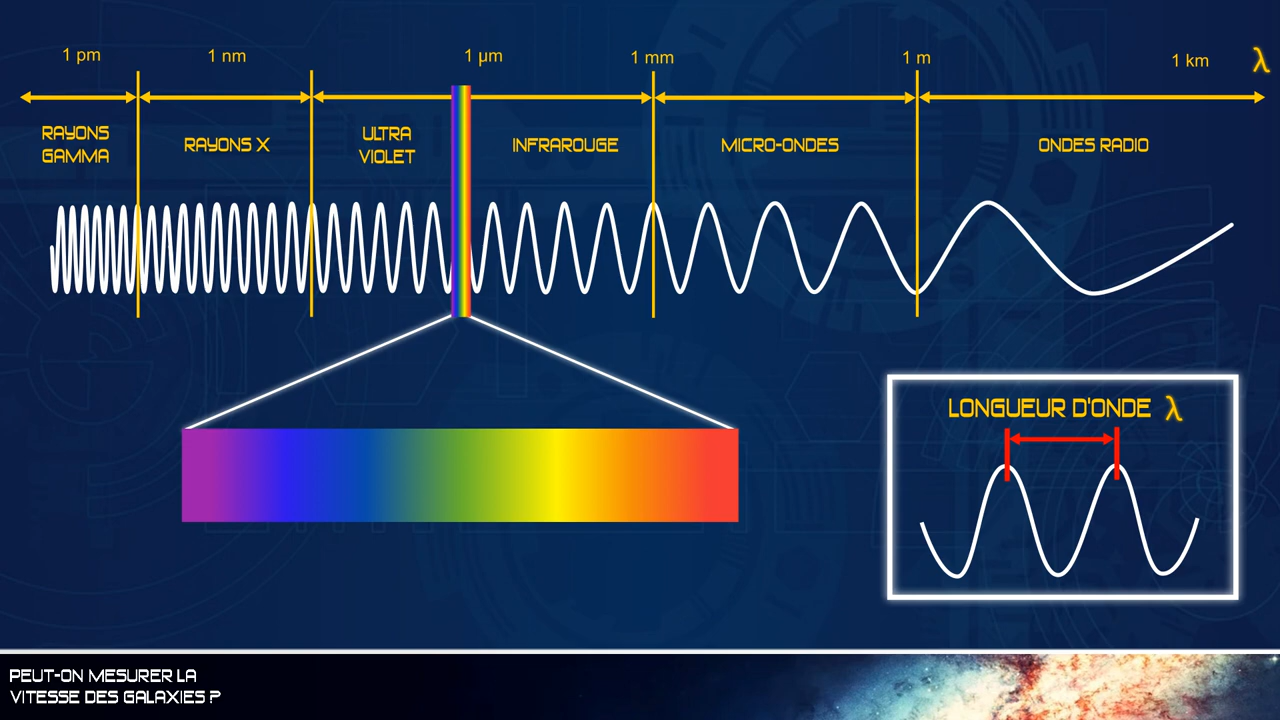 1 pm
1 nm
1 µm
1 mm
1 m
1 km
λ
RAYONS
GAMMA
RAYONS X
ULTRA
VIOLET
INFRAROUGE
MICRO-ONDES
ONDES RADIO
LONGUEUR D'ONDE λ
PEUT-ON MESURER LA
VITESSE DES GALAXIES ?